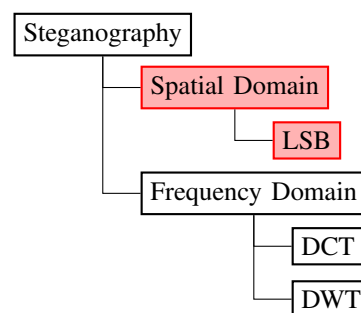 Steganography
Spatial Domain
LSB
Frequency Domain
DCT
DWT